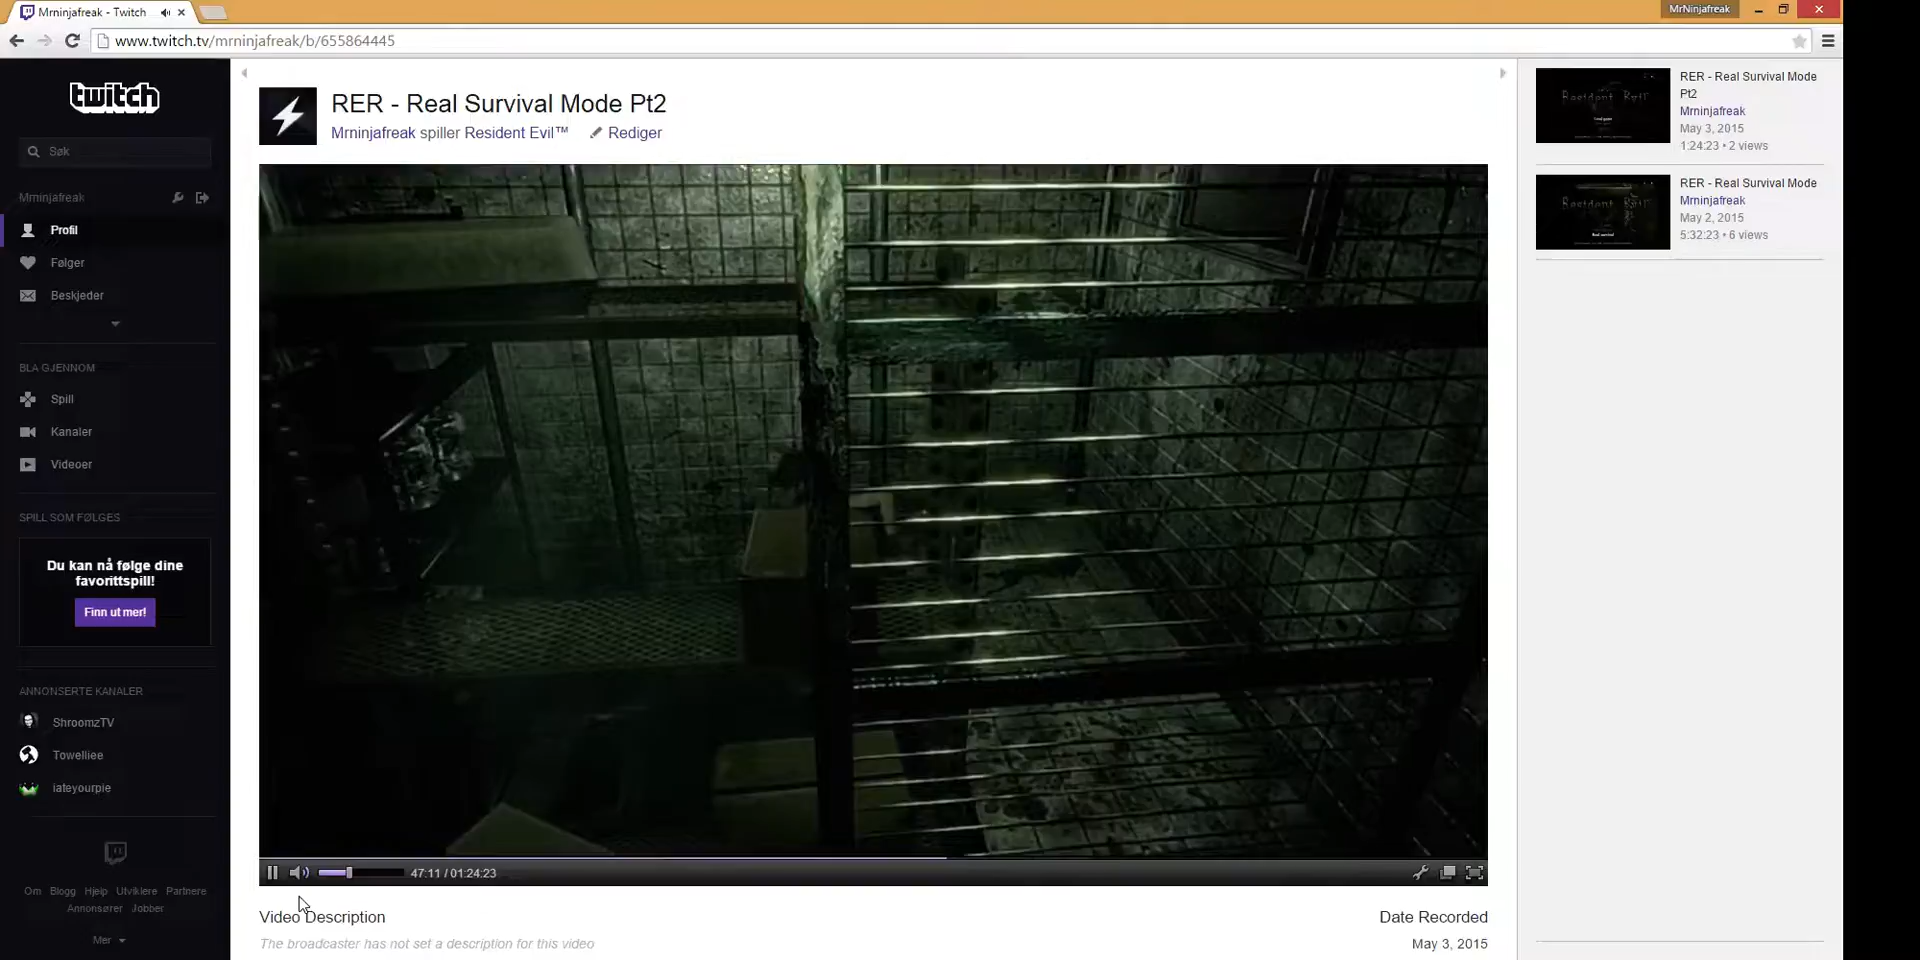 Mrninjafreak - Twitch
MrNinjafreak
www.twitch.tv/mrninjafreak/b/655864445
twitch
Søk
Mrninjafreak
Profil
Følger
Beskjeder
BLA GJENNOM
Spill
Kanaler
Videoer
SPILL SOM FØLGES
Du kan nå følge dine
favorittspill!
Finn ut mer!
ANNONSERTE KANALER
ShroomzTV
Towelliee
iateyourpie
Om Blogg Hjelp Utviklere Partnere
Annonsører Jobber
Mer
RER - Real Survival Mode Pt2
Mrninjafreak spiller Resident Evil™ Rediger
47:11 / 01:24:23
Video Description
Date Recorded
The broadcaster has not set a description for this video
May 3, 2015
Resident Evil
RER - Real Survival Mode
Pt2
Mrninjafreak
May 3, 2015
1:24:23 • 2 views
Resident Evil
RER - Real Survival Mode
Mrninjafreak
May 2, 2015
5:32:23 • 6 views